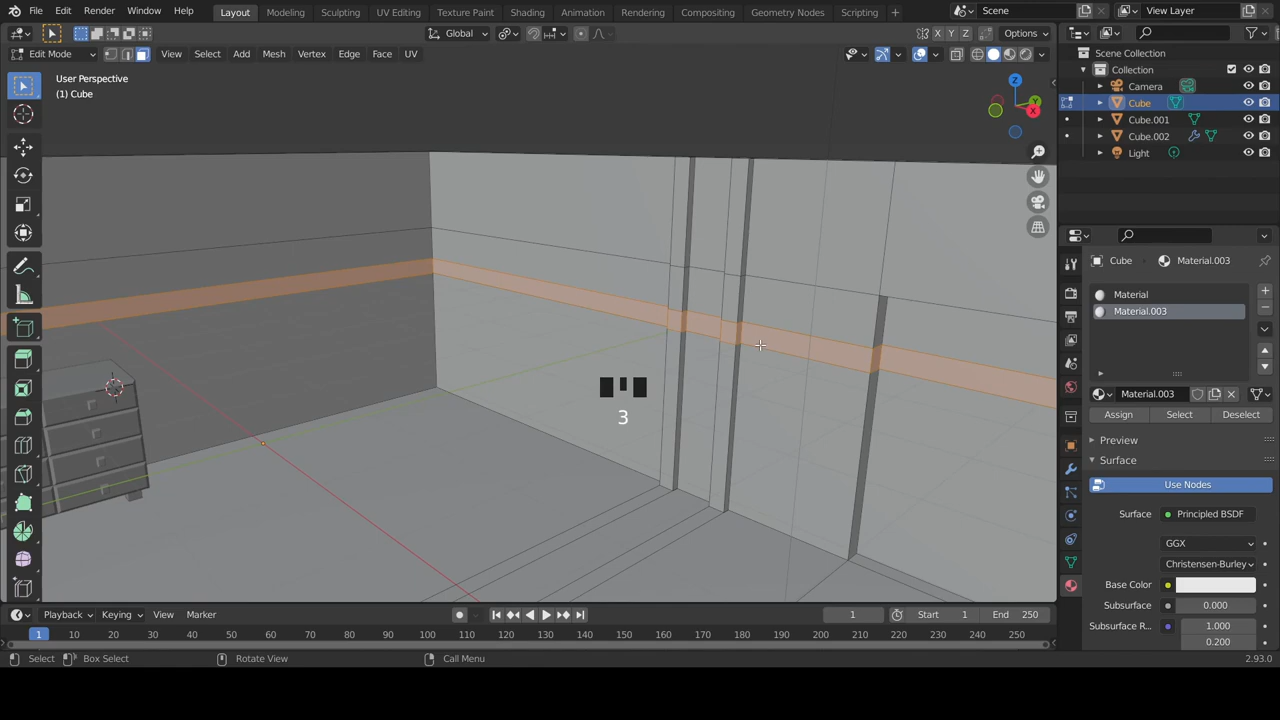 File Edit Render Window Help Layout Modeling Sculpting UV Editing Texture Paint Shading Animation Rendering Compositing Geometry Nodes Scripting + Scene View Layer
Global X Y Z Options
Edit Mode View Select Add Mesh Vertex Edge Face UV
User Perspective
(1) Cube
Z
Y
X
Scene Collection
Collection
Camera
Cube
Cube.001
Cube.002
Light
Cube Material.003
Material
Material.003
Material.003
Assign Select Deselect
Preview
Surface
Use Nodes
Surface Principled BSDF
GGX
Christensen-Burley
Base Color
Subsurface 0.000
Subsurface R... 1.000
0.200
3
Playback Keying View Marker 1 Start 1 End 250
1 10 20 30 40 50 60 70 80 90 100 110 120 130 140 150 160 170 180 190 200 210 220 230 240 250
Select Box Select Rotate View Call Menu 2.93.0